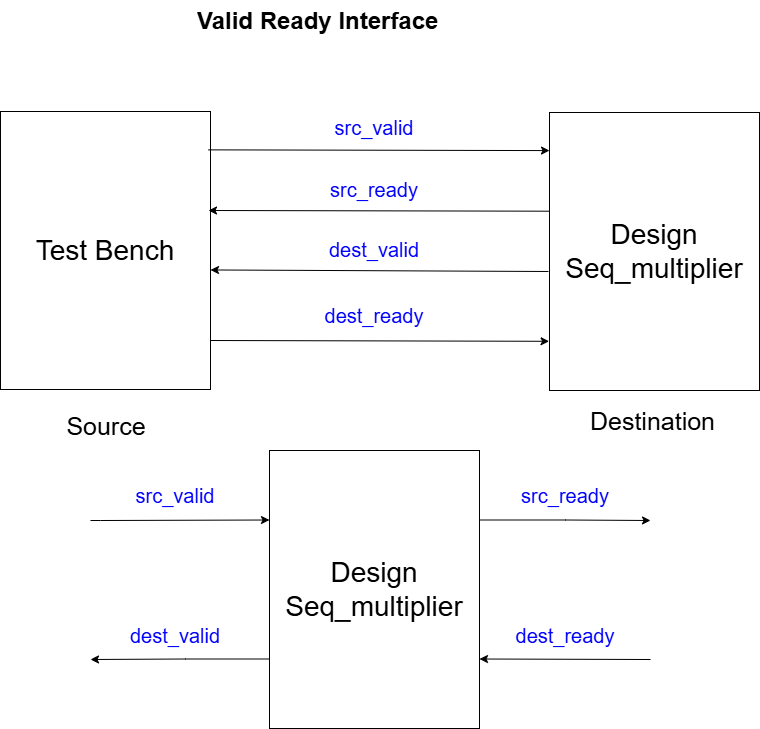 Valid Ready Interface
src_valid
src_ready
Test Bench
dest_valid
Design
Seq_multiplier
dest_ready
Source
Destination
src_valid
src_ready
Design
Seq_multiplier
dest_valid
dest_ready